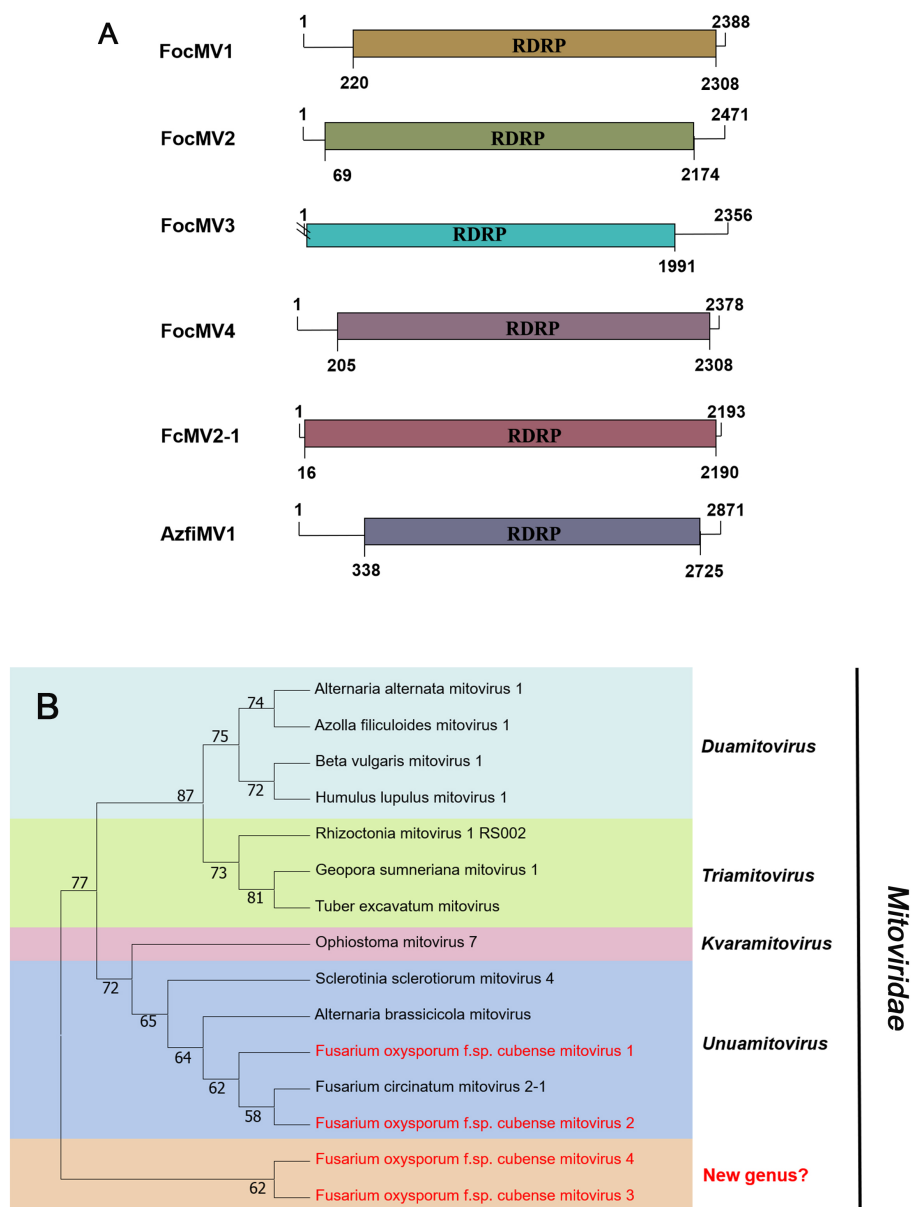 A
FocMV1
1
2388
RDRP
220
2308
FocMV2
1
2471
RDRP
69
2174
FocMV3
1
2356
RDRP
1991
FocMV4
1
2378
RDRP
205
2308
FcMV2-1
1
2193
RDRP
16
2190
AzfiMV1
1
2871
RDRP
338
2725
B
Alternaria alternata mitovirus 1
Azolla filiculoides mitovirus 1
Beta vulgaris mitovirus 1
Humulus lupulus mitovirus 1
Rhizoctonia mitovirus 1 RS002
Geopora sumneriana mitovirus 1
Tuber excavatum mitovirus
Ophiostoma mitovirus 7
Sclerotinia sclerotiorum mitovirus 4
Alternaria brassicicola mitovirus
Fusarium oxysporum f.sp. cubense mitovirus 1
Fusarium circinatum mitovirus 2-1
Fusarium oxysporum f.sp. cubense mitovirus 2
Fusarium oxysporum f.sp. cubense mitovirus 4
Fusarium oxysporum f.sp. cubense mitovirus 3
74
75
72
87
73
81
77
72
65
64
62
58
62
Duamitovirus
Triamitovirus
Kvaramitovirus
Unuamitovirus
New genus?
Mitoviridae